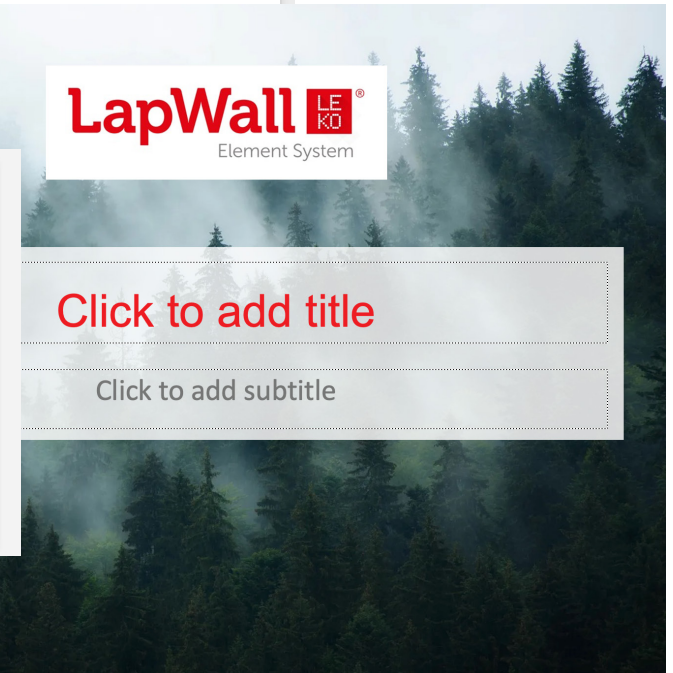 LapWall LE KO ®
Element System
Click to add title
Click to add subtitle